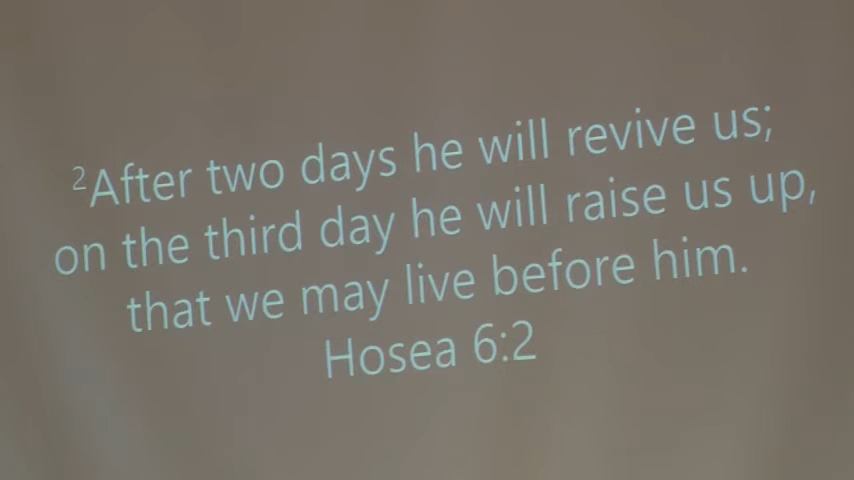 ²After two days he will revive us;
on the third day he will raise us up,
that we may live before him.
Hosea 6:2